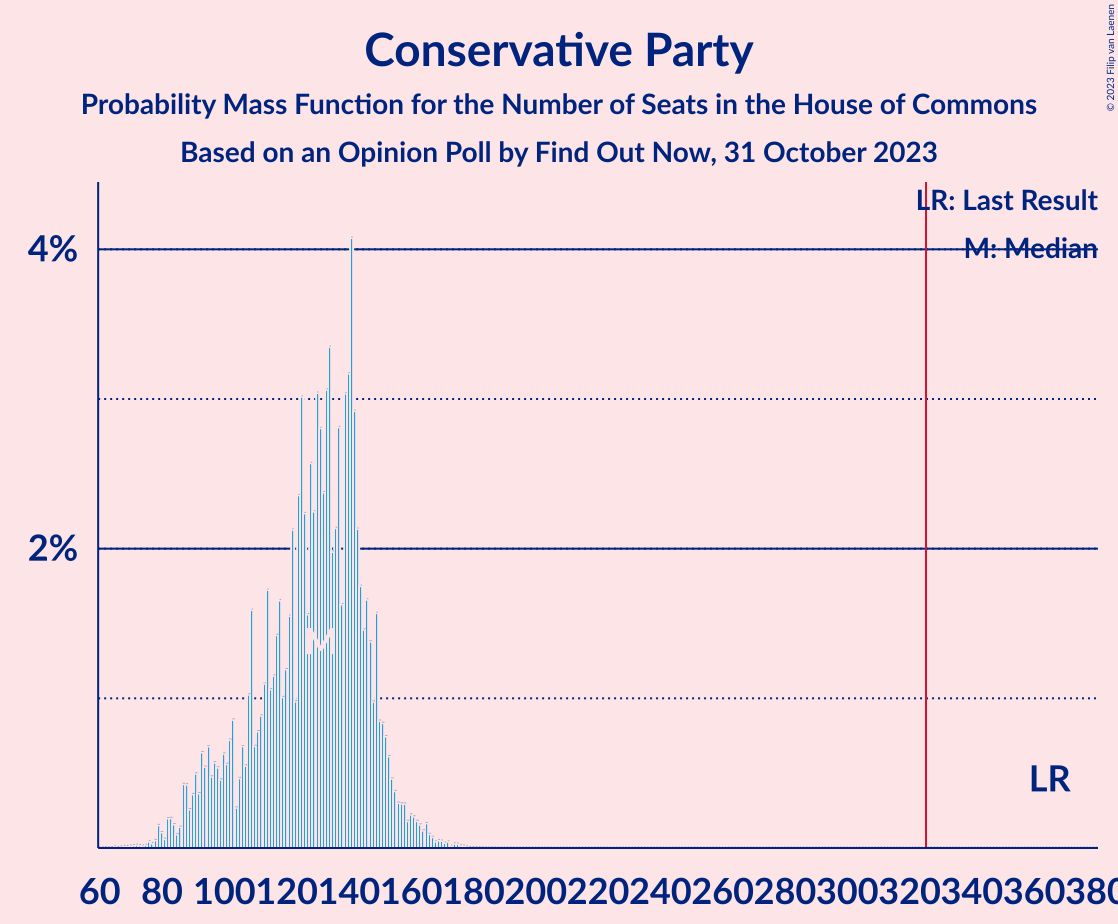 Conservative Party
Probability Mass Function for the Number of Seats in the House of Commons
Based on an Opinion Poll by Find Out Now, 31 October 2023
© 2023 Filip van Laenen
LR: Last Result
M: Median
4%
2%
M
LR
60 80 100 120 140 160 180 200 220 240 260 280 300 320 340 360 380